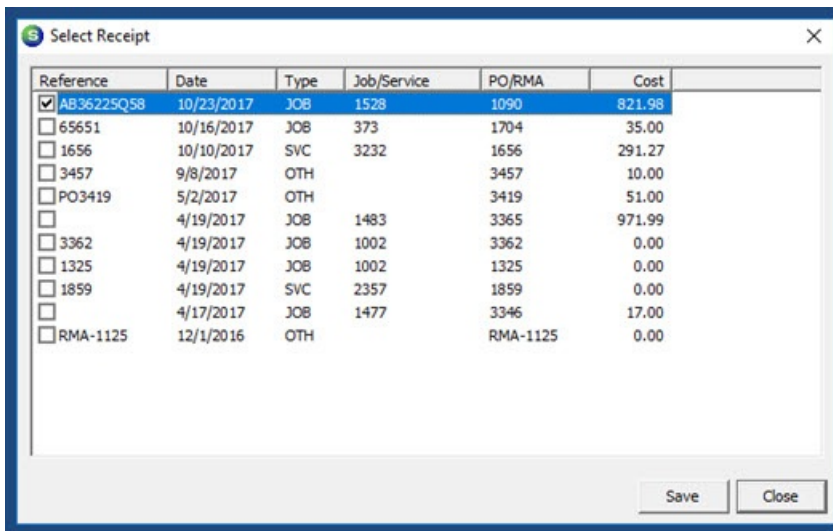 Select Receipt
Reference Date Type Job/Service PO/RMA Cost
AB36225Q58 10/23/2017 JOB 1528 1090 821.98
65651 10/16/2017 JOB 373 1704 35.00
1656 10/10/2017 SVC 3232 1656 291.27
3457 9/8/2017 OTH 3457 10.00
PO3419 5/2/2017 OTH 3419 51.00
4/19/2017 JOB 1483 3365 971.99
3362 4/19/2017 JOB 1002 3362 0.00
1325 4/19/2017 JOB 1002 1325 0.00
1859 4/19/2017 SVC 2357 1859 0.00
4/17/2017 JOB 1477 3346 17.00
RMA-1125 12/1/2016 OTH RMA-1125 0.00
Save Close